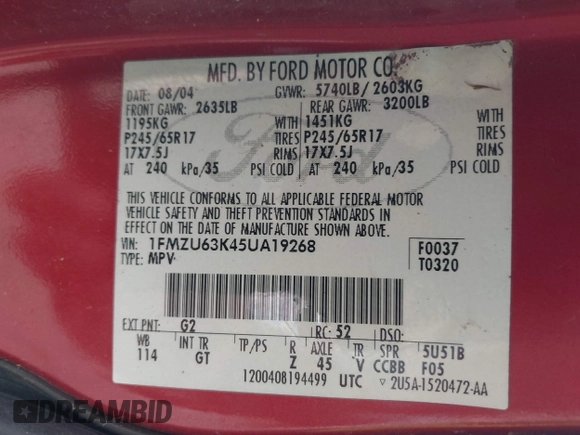 MFD. BY FORD MOTOR CO.
DATE: 08/04 GVWR: 5740LB/ 2603KG
FRONT GAWR: 2635LB REAR GAWR: 3200LB
1195KG WITH 1451KG WITH
P245/65R17 TIRES P245/65R17 TIRES
17X7.5J RIMS 17X7.5J RIMS
AT 240 kPa/35 PSI COLD AT 240 kPa/35 PSI COLD
Ford
THIS VEHICLE CONFORMS TO ALL APPLICABLE FEDERAL MOTOR
VEHICLE SAFETY AND THEFT PREVENTION STANDARDS IN
EFFECT ON THE DATE OF MANUFACTURE SHOWN ABOVE.
VIN: 1FMZU63K45UA19268 F0037
TYPE: MPV T0320
EXT PNT: G2 RC: 52 DSO:
WB INT TR TP/PS R AXLE TR SPR 5U51B
114 GT Z 45 V CCBB F05
1200408194499 UTC ▽ 2U5A-1520472-AA
DREAMBID